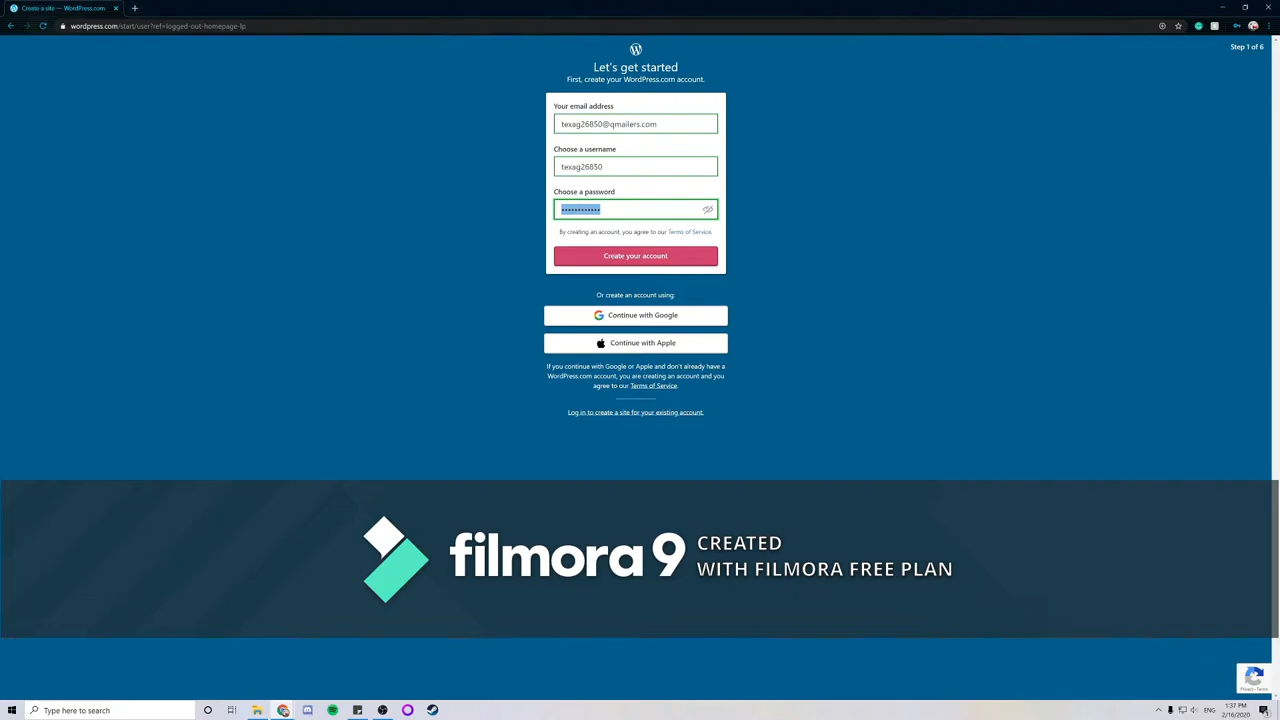 Create a site — WordPress.com
wordpress.com/start/user?ref=logged-out-homepage-lp
Step 1 of 6
Let's get started
First, create your WordPress.com account.
Your email address
texag26850@qmailers.com
Choose a username
texag26850
Choose a password
••••••••••••
By creating an account, you agree to our Terms of Service.
Create your account
Or create an account using:
Continue with Google
Continue with Apple
If you continue with Google or Apple and don't already have a
WordPress.com account, you are creating an account and you
agree to our Terms of Service.
Log in to create a site for your existing account.
filmora 9
CREATED
WITH FILMORA FREE PLAN
Privacy - Terms
Type here to search
ENG
1:37 PM
2/16/2020